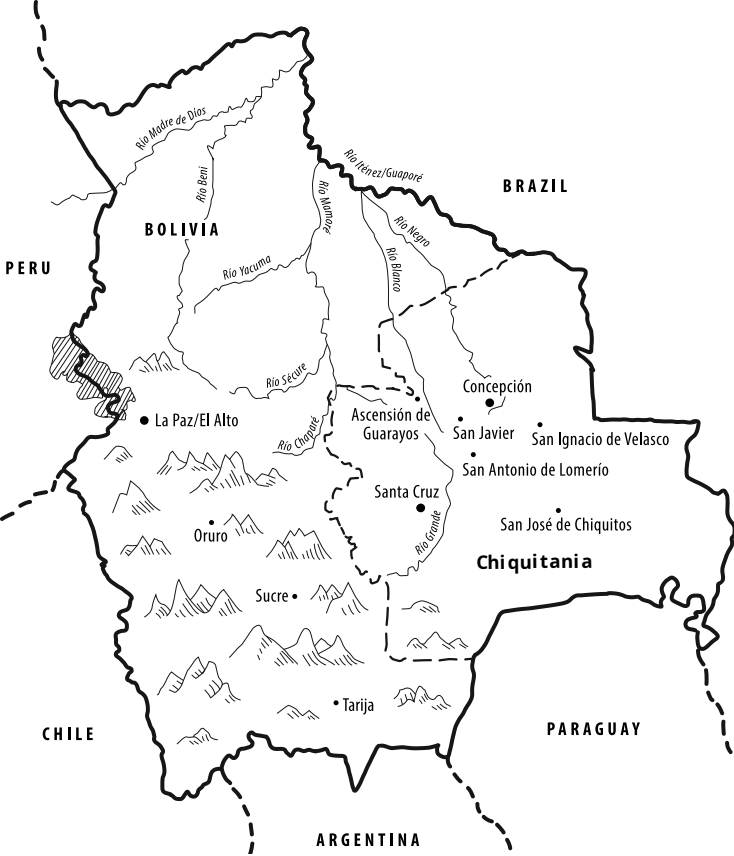 Río Madre de Dios
Río Iténez/Guaporé
BRAZIL
Río Beni
Río Mamoré
BOLIVIA
Río Negro
PERU
Río Yacuma
Río Blanco
Río Sécure
Concepción
La Paz/El Alto
Ascensión de
Guarayos
San Javier
San Ignacio de Velasco
Río Chaparé
San Antonio de Lomerío
Santa Cruz
Río Grande
San José de Chiquitos
Oruro
Chiquitania
Sucre
Tarija
CHILE
PARAGUAY
ARGENTINA